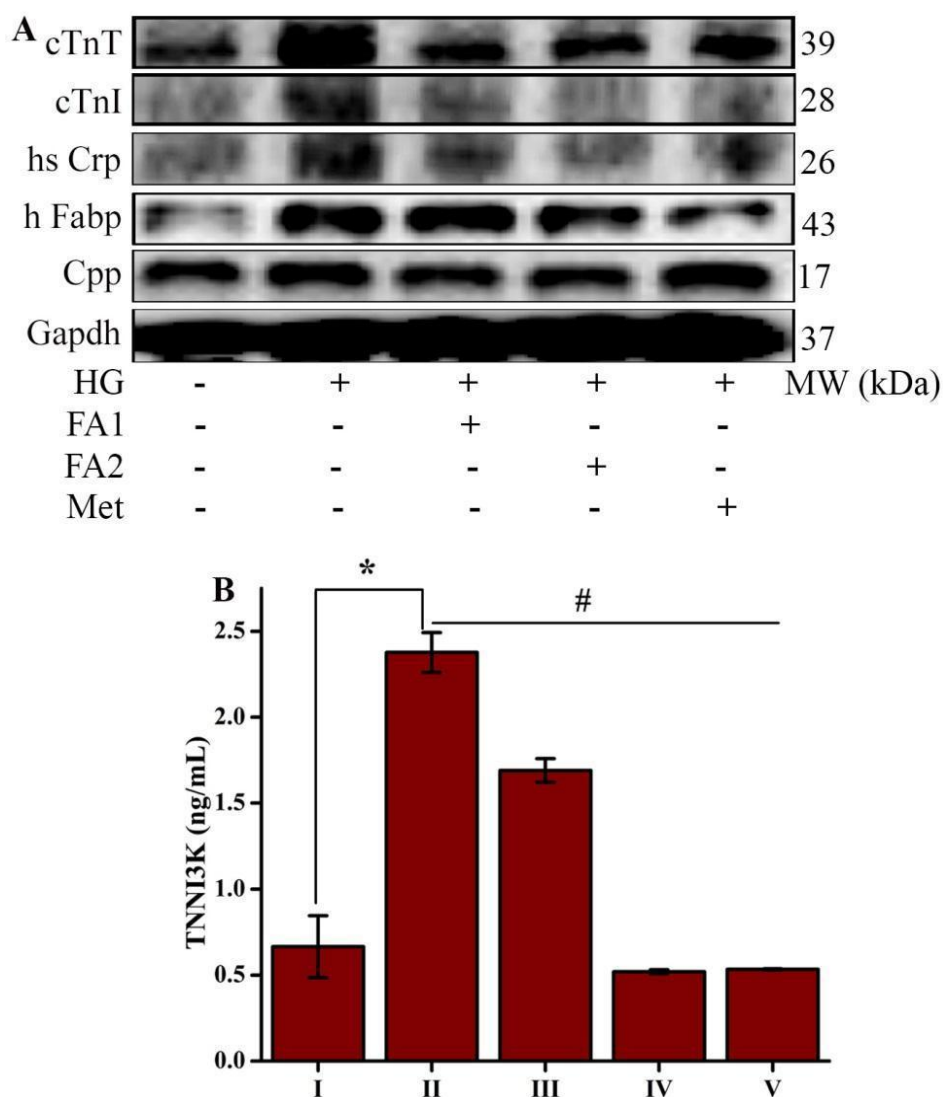 A cTnT 39
cTnI 28
hs Crp 26
h Fabp 43
Cpp 17
Gapdh 37
HG - + + + + MW (kDa)
FA1 - - + - -
FA2 - - - + -
Met - - - - +
B * #
TNNI3K (ng/mL)
2.5
2.0
1.5
1.0
0.5
0.0
I II III IV V